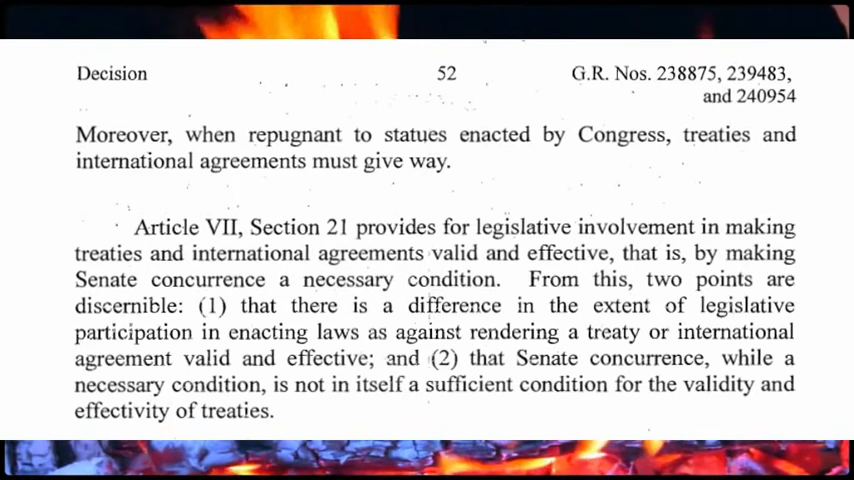 Decision 52 G.R. Nos. 238875, 239483,
and 240954
Moreover, when repugnant to statues enacted by Congress, treaties and
international agreements must give way.
Article VII, Section 21 provides for legislative involvement in making
treaties and international agreements valid and effective, that is, by making
Senate concurrence a necessary condition. From this, two points are
discernible: (1) that there is a difference in the extent of legislative
participation in enacting laws as against rendering a treaty or international
agreement valid and effective; and (2) that Senate concurrence, while a
necessary condition, is not in itself a sufficient condition for the validity and
effectivity of treaties.